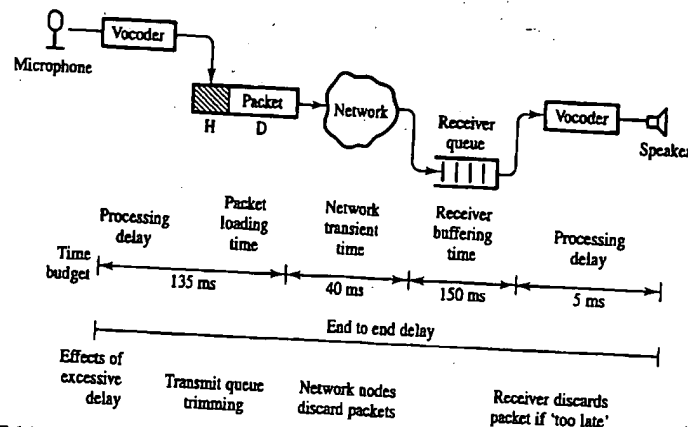 Microphone
Vocoder
Packet
H
D
Network
Receiver
queue
Vocoder
Speaker
Processing
delay
Packet
loading
time
Network
transient
time
Receiver
buffering
time
Processing
delay
Time
budget
135 ms
40 ms
150 ms
5 ms
End to end delay
Effects of
excessive
delay
Transmit queue
trimming
Network nodes
discard packets
Receiver discards
packet if 'too late'